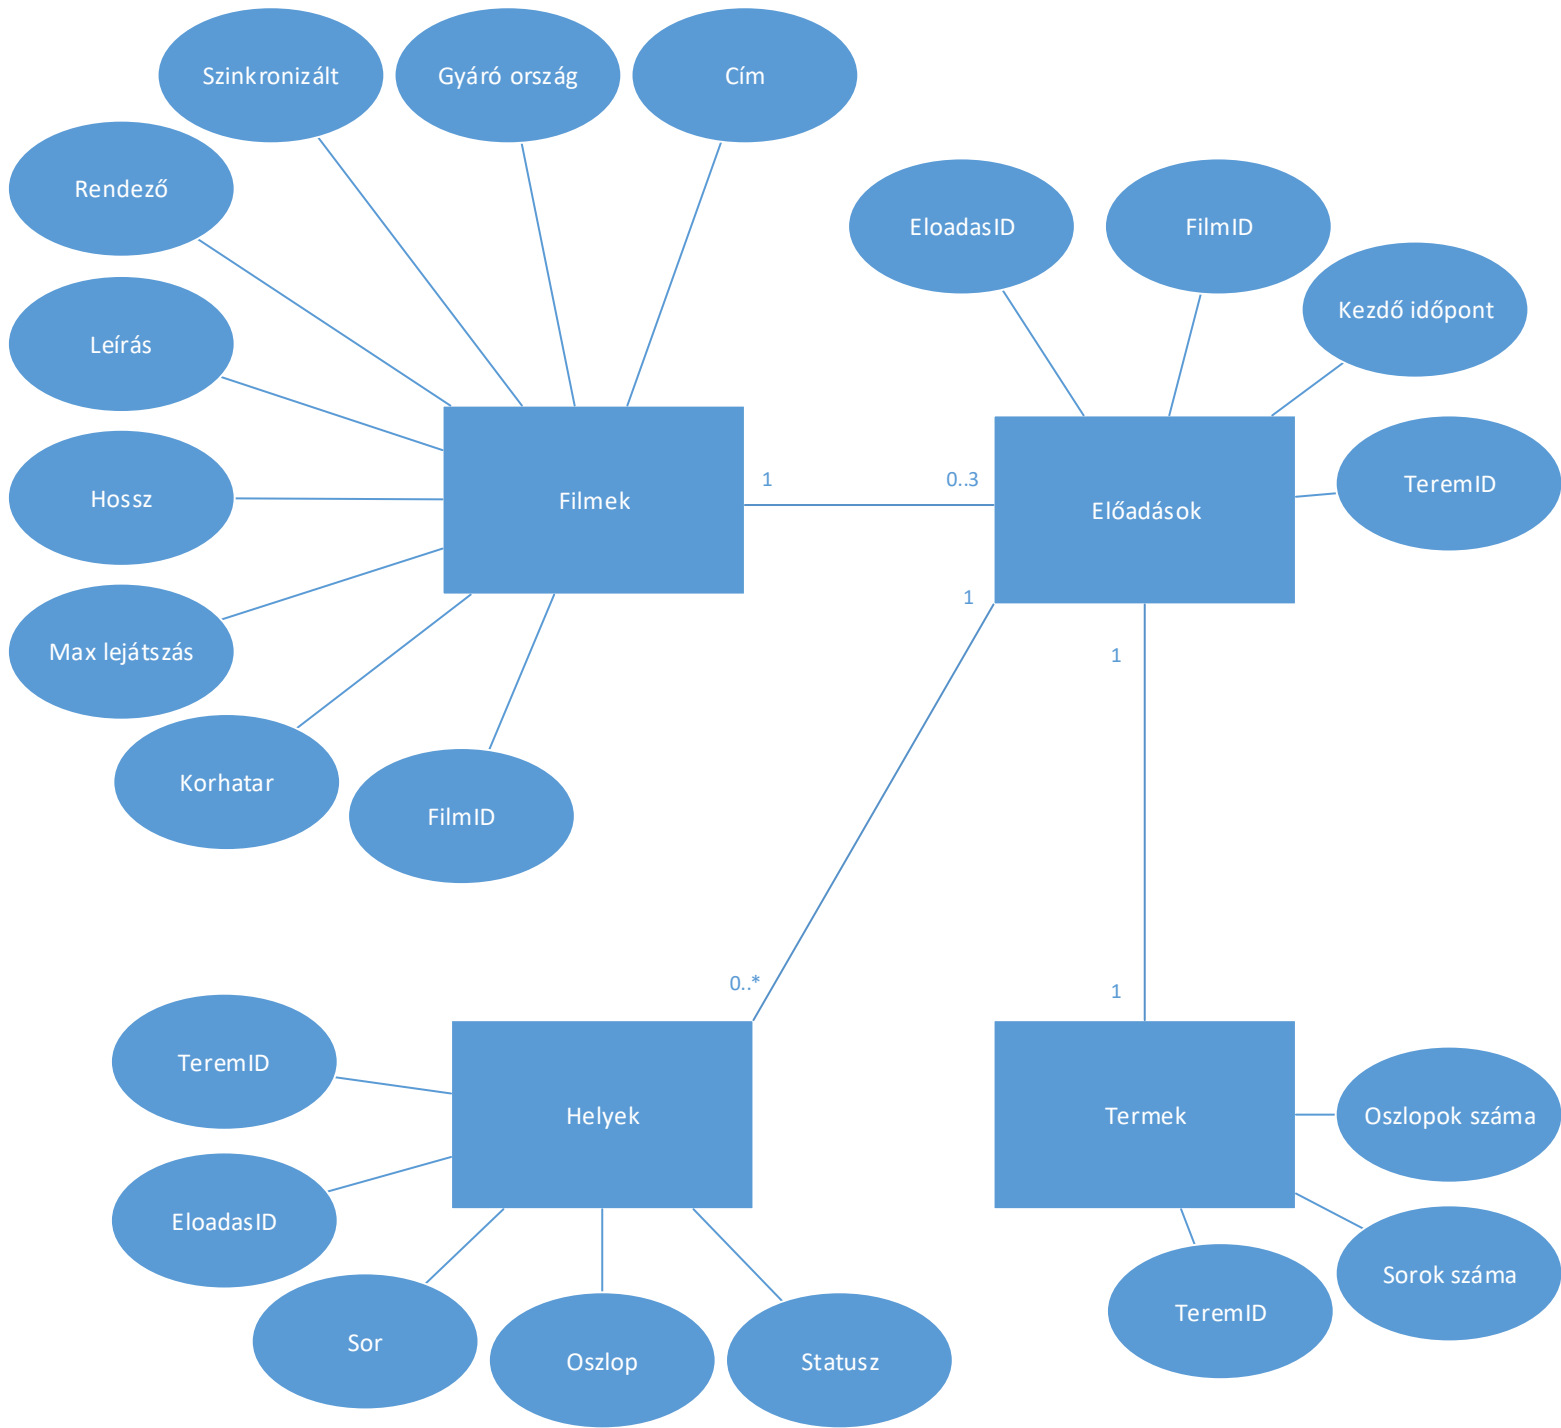 Szinkronizált
Gyáró ország
Cím
Rendező
EloadasID
FilmID
Kezdő időpont
Leírás
TeremID
Hossz
Filmek
1
0..3
Előadások
1
Max lejátszás
1
Korhatar
FilmID
0..*
1
TeremID
Helyek
Termek
Oszlopok száma
EloadasID
Sorok száma
TeremID
Sor
Oszlop
Statusz